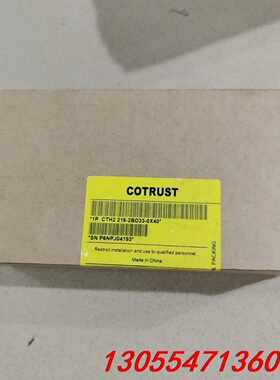 COTRUST
*1P  CTH2 216-2BD33-0X40*
*SN P6NPJ04193*
Restrict installation and use to qualified personnel
Made in China
PACKING
13055471360